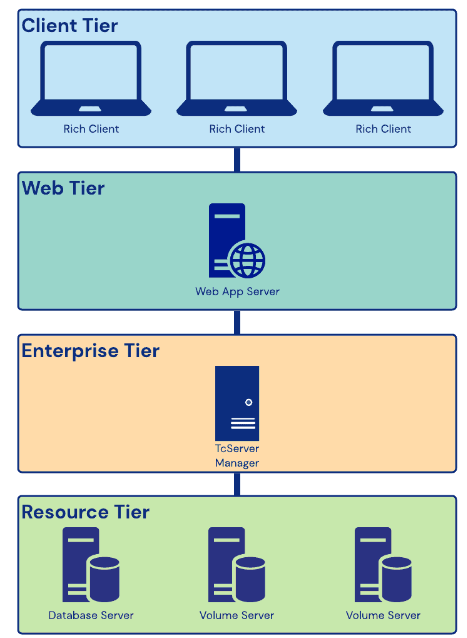 Client Tier
Rich Client
Rich Client
Rich Client
Web Tier
Web App Server
Enterprise Tier
TcServer
Manager
Resource Tier
Database Server
Volume Server
Volume Server